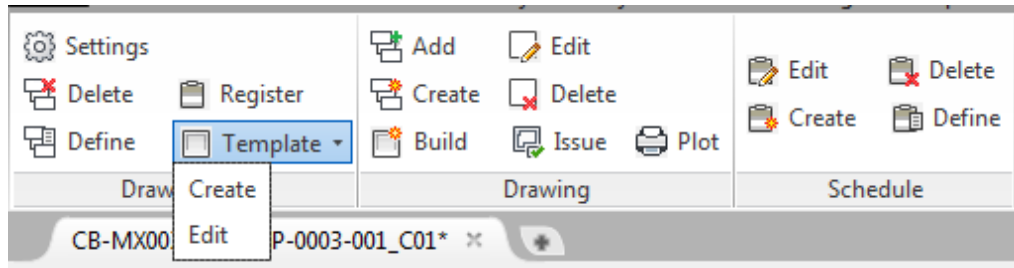 Settings
Delete Register
Define Template
Add Edit
Create Delete
Build Issue Plot
Edit Delete
Create Define
Draw Drawing Schedule
Create
Edit
CB-MX00 P-0003-001_C01*